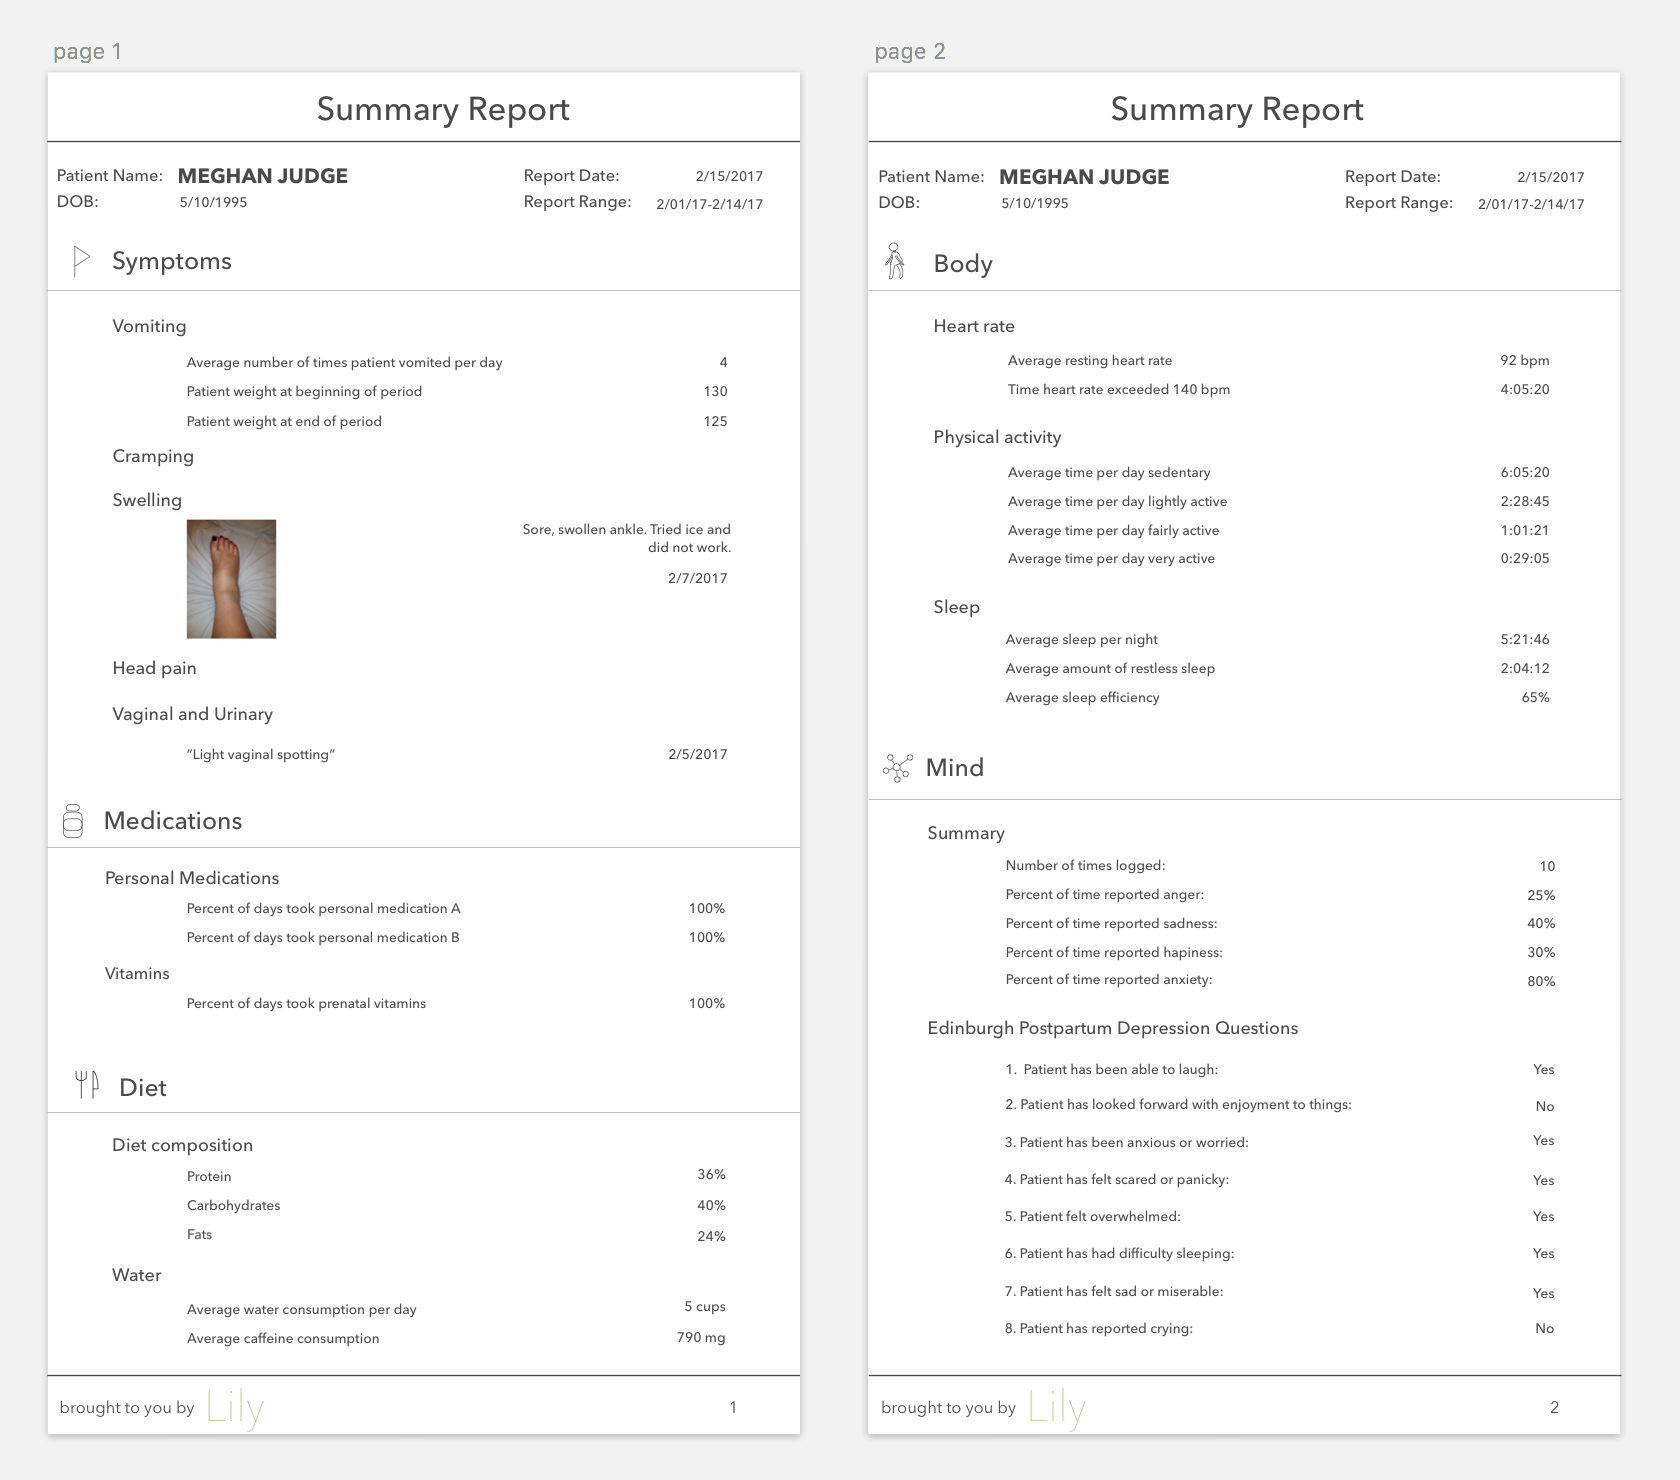 page 1
Summary Report
Patient Name: MEGHAN JUDGE Report Date: 2/15/2017
DOB: 5/10/1995 Report Range: 2/01/17-2/14/17
Symptoms
Vomiting
Average number of times patient vomited per day 4
Patient weight at beginning of period 130
Patient weight at end of period 125
Cramping
Swelling
Sore, swollen ankle. Tried ice and
did not work.
2/7/2017
Head pain
Vaginal and Urinary
“Light vaginal spotting” 2/5/2017
Medications
Personal Medications
Percent of days took personal medication A 100%
Percent of days took personal medication B 100%
Vitamins
Percent of days took prenatal vitamins 100%
Diet
Diet composition
Protein 36%
Carbohydrates 40%
Fats 24%
Water
Average water consumption per day 5 cups
Average caffeine consumption 790 mg
brought to you by Lily 1
page 2
Summary Report
Patient Name: MEGHAN JUDGE Report Date: 2/15/2017
DOB: 5/10/1995 Report Range: 2/01/17-2/14/17
Body
Heart rate
Average resting heart rate 92 bpm
Time heart rate exceeded 140 bpm 4:05:20
Physical activity
Average time per day sedentary 6:05:20
Average time per day lightly active 2:28:45
Average time per day fairly active 1:01:21
Average time per day very active 0:29:05
Sleep
Average sleep per night 5:21:46
Average amount of restless sleep 2:04:12
Average sleep efficiency 65%
Mind
Summary
Number of times logged: 10
Percent of time reported anger: 25%
Percent of time reported sadness: 40%
Percent of time reported hapiness: 30%
Percent of time reported anxiety: 80%
Edinburgh Postpartum Depression Questions
1. Patient has been able to laugh: Yes
2. Patient has looked forward with enjoyment to things: No
3. Patient has been anxious or worried: Yes
4. Patient has felt scared or panicky: Yes
5. Patient felt overwhelmed: Yes
6. Patient has had difficulty sleeping: Yes
7. Patient has felt sad or miserable: Yes
8. Patient has reported crying: No
brought to you by Lily 2